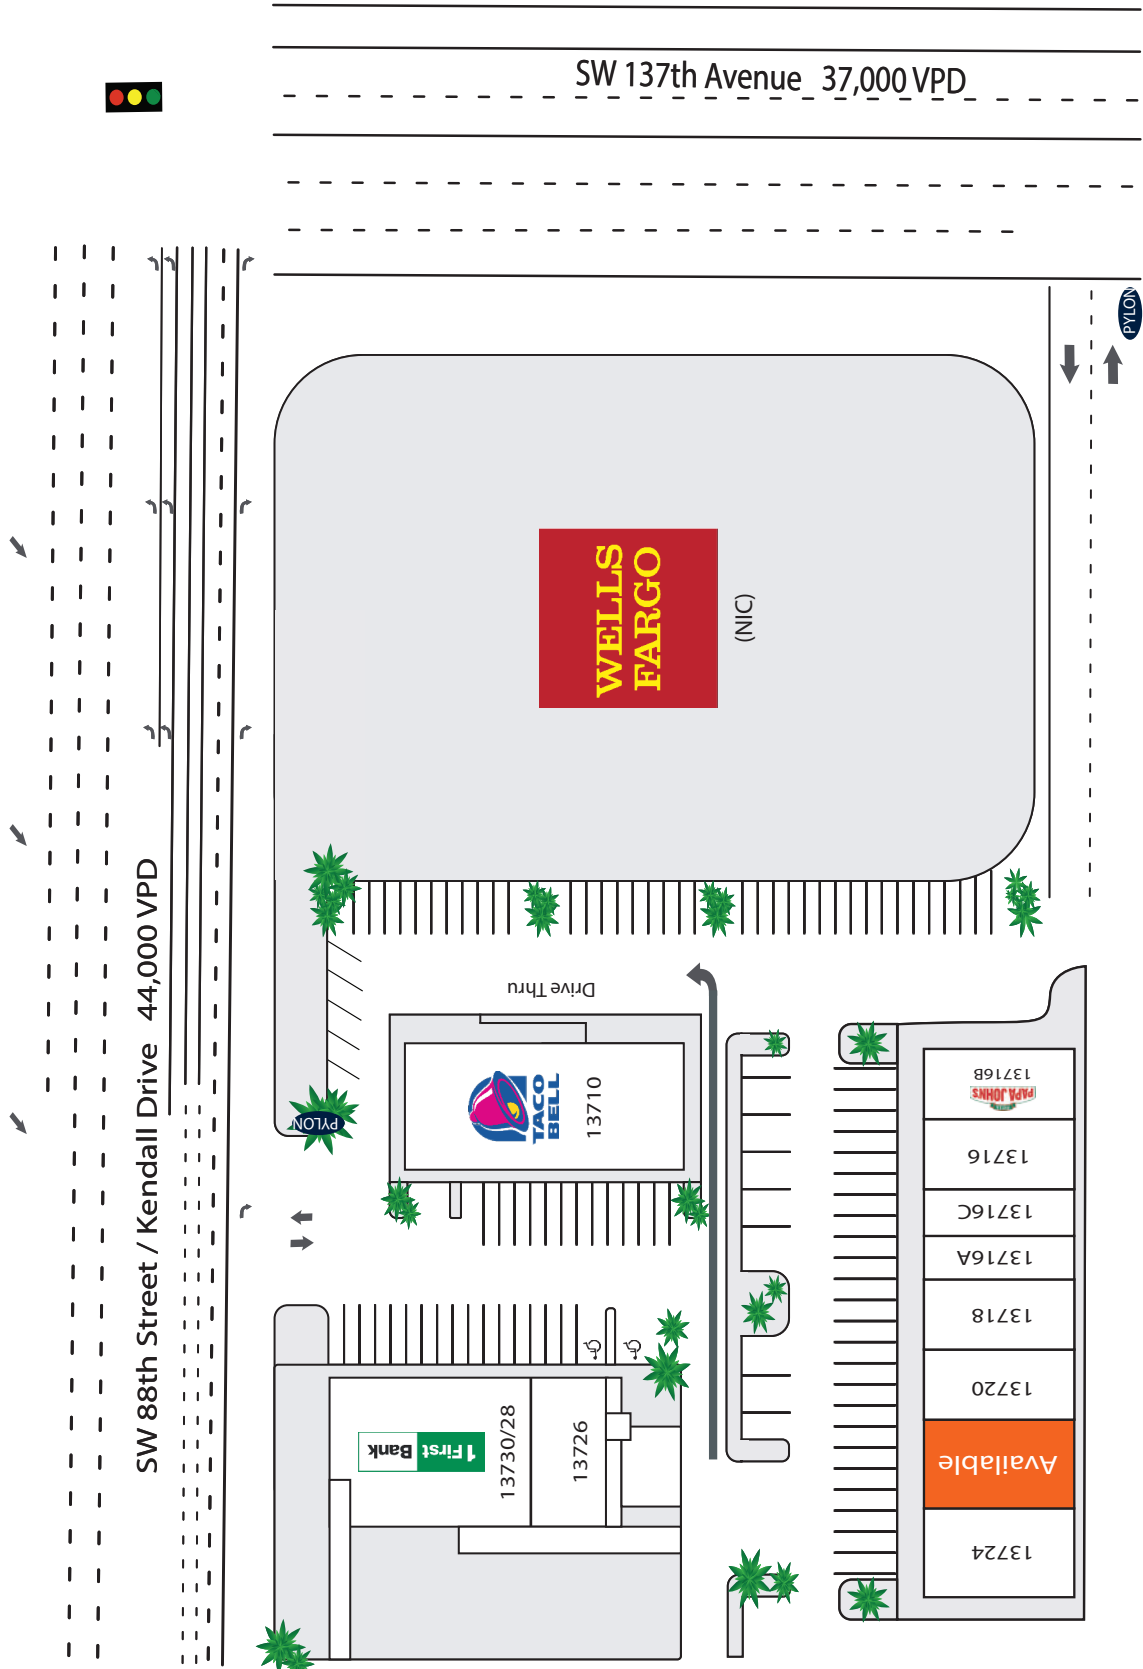 SW 137th Avenue 37,000 VPD
PYLON
WELLS
FARGO
(NIC)
SW 88th Street / Kendall Drive 44,000 VPD
Drive Thru
TACO
BELL
13710
PYLON
13716B
PAPA JOHN'S
13716
13716C
13716A
13718
13720
Available
13724
1 First
Bank
13730/28
13726